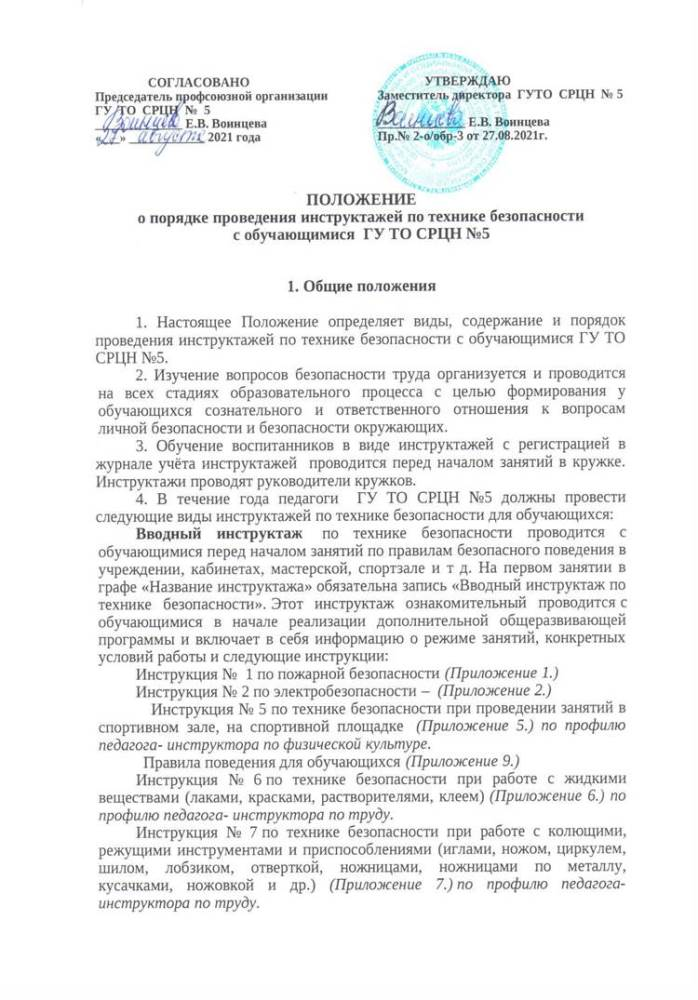 СОГЛАСОВАНО
Председатель профсоюзной организации
ГУ ТО СРЦН № 5
Воинцева Е.В. Воинцева
«27» августа 2021 года
УТВЕРЖДАЮ
Заместитель директора ГУТО СРЦН № 5
Воинцева Е.В. Воинцева
Пр.№ 2-о/обр-3 от 27.08.2021г.
ПОЛОЖЕНИЕ
о порядке проведения инструктажей по технике безопасности
с обучающимися ГУ ТО СРЦН №5
1. Общие положения
1. Настоящее Положение определяет виды, содержание и порядок
проведения инструктажей по технике безопасности с обучающимися ГУ ТО
СРЦН №5.
2. Изучение вопросов безопасности труда организуется и проводится
на всех стадиях образовательного процесса с целью формирования у
обучающихся сознательного и ответственного отношения к вопросам
личной безопасности и безопасности окружающих.
3. Обучение воспитанников в виде инструктажей с регистрацией в
журнале учёта инструктажей проводится перед началом занятий в кружке.
Инструктажи проводят руководители кружков.
4. В течение года педагоги ГУ ТО СРЦН №5 должны провести
следующие виды инструктажей по технике безопасности для обучающихся:
Вводный инструктаж по технике безопасности проводится с
обучающимися перед началом занятий по правилам безопасного поведения в
учреждении, кабинетах, мастерской, спортзале и т д. На первом занятии в
графе «Название инструктажа» обязательна запись «Вводный инструктаж по
технике безопасности». Этот инструктаж ознакомительный проводится с
обучающимися в начале реализации дополнительной общеразвивающей
программы и включает в себя информацию о режиме занятий, конкретных
условий работы и следующие инструкции:
Инструкция № 1 по пожарной безопасности (Приложение 1.)
Инструкция № 2 по электробезопасности – (Приложение 2.)
Инструкция № 5 по технике безопасности при проведении занятий в
спортивном зале, на спортивной площадке (Приложение 5.) по профилю
педагога- инструктора по физической культуре.
Правила поведения для обучающихся (Приложение 9.)
Инструкция № 6 по технике безопасности при работе с жидкими
веществами (лаками, красками, растворителями, клеем) (Приложение 6.) по
профилю педагога- инструктора по труду.
Инструкция № 7 по технике безопасности при работе с колющими,
режущими инструментами и приспособлениями (иглами, ножом, циркулем,
шилом, лобзиком, отверткой, ножницами, ножницами по металлу,
кусачками, ножовкой и др.) (Приложение 7.) по профилю педагога-
инструктора по труду.